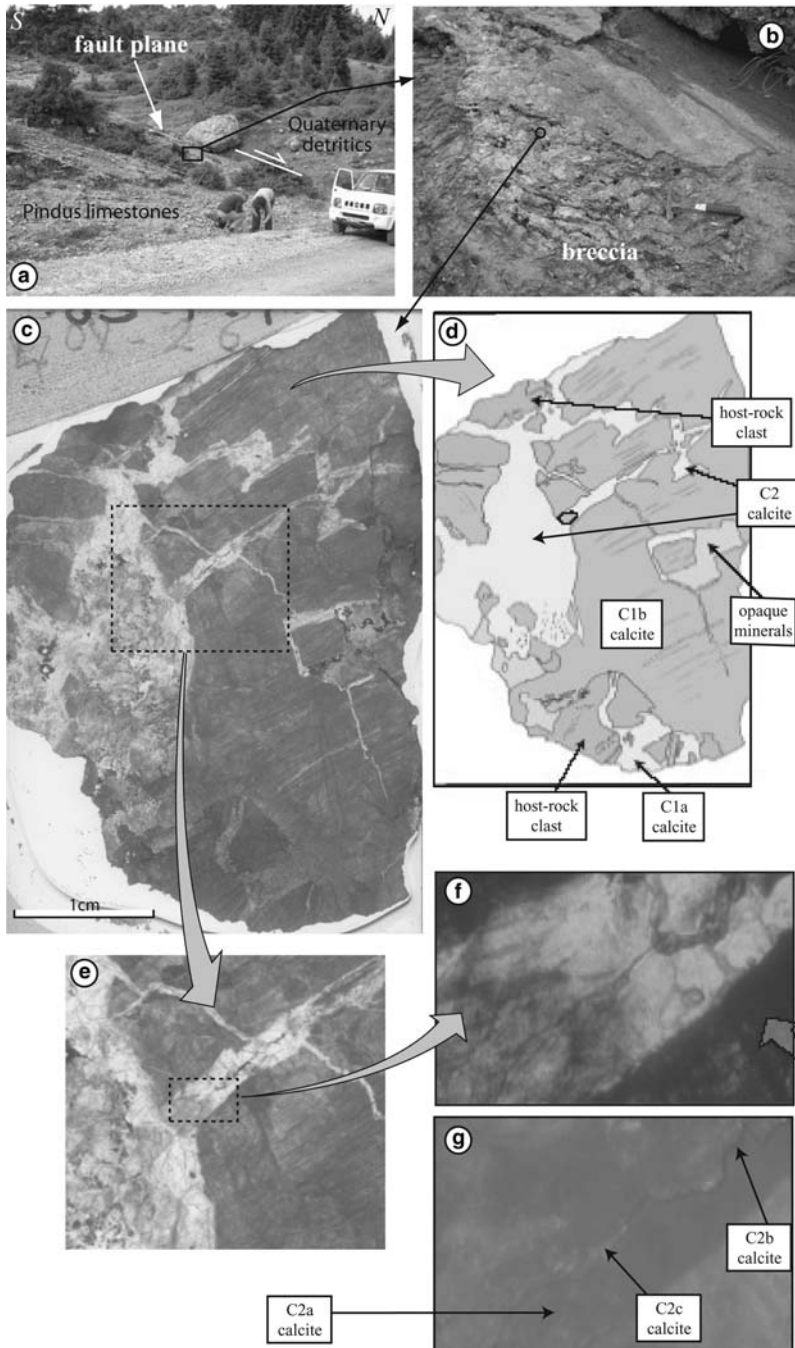 S
N
fault plane
Quaternary
detritics
Pindus limestones
a
b
breccia
c
d
host-rock
clast
C2
calcite
C1b
calcite
opaque
minerals
host-rock
clast
C1a
calcite
1cm
e
f
g
C2b
calcite
C2a
calcite
C2c
calcite